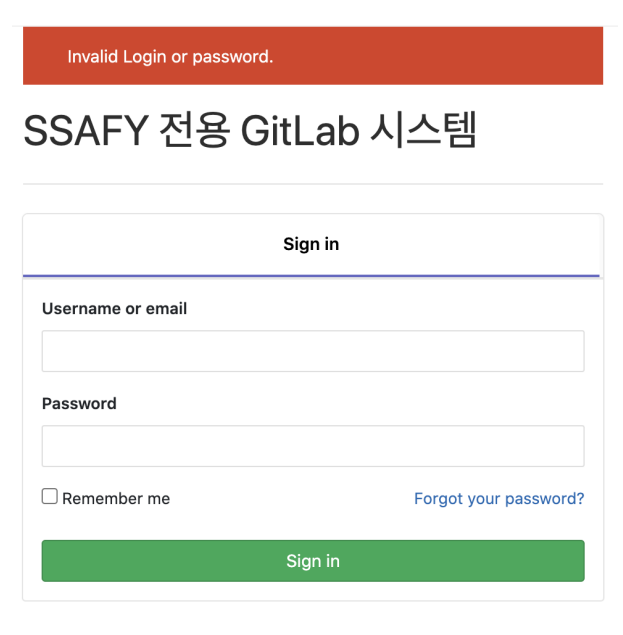 Invalid Login or password.
SSAFY 전용 GitLab 시스템
Sign in
Username or email
Password
Remember me
Forgot your password?
Sign in